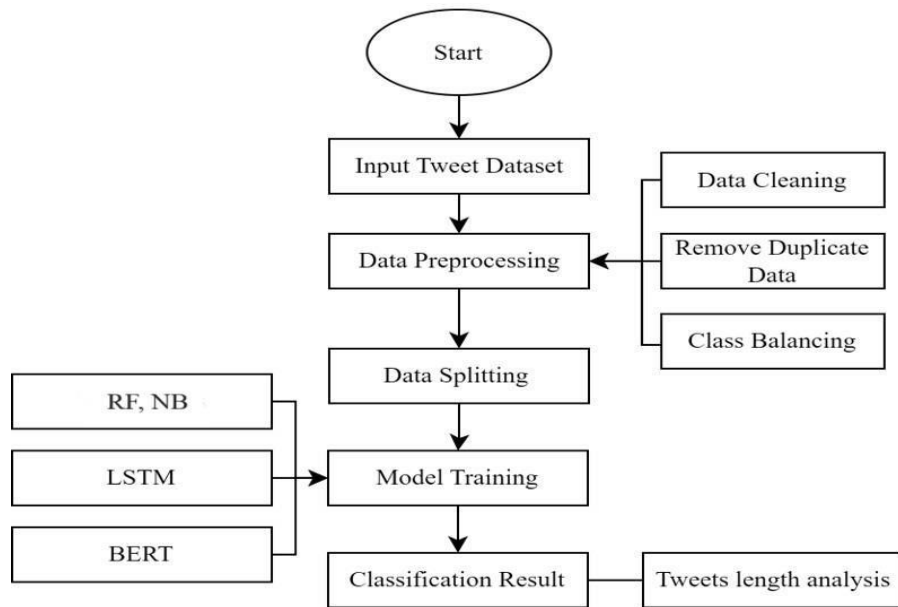 Start
Input Tweet Dataset
Data Cleaning
Data Preprocessing
Remove Duplicate
Data
Class Balancing
Data Splitting
RF, NB
LSTM
Model Training
BERT
Classification Result
Tweets length analysis